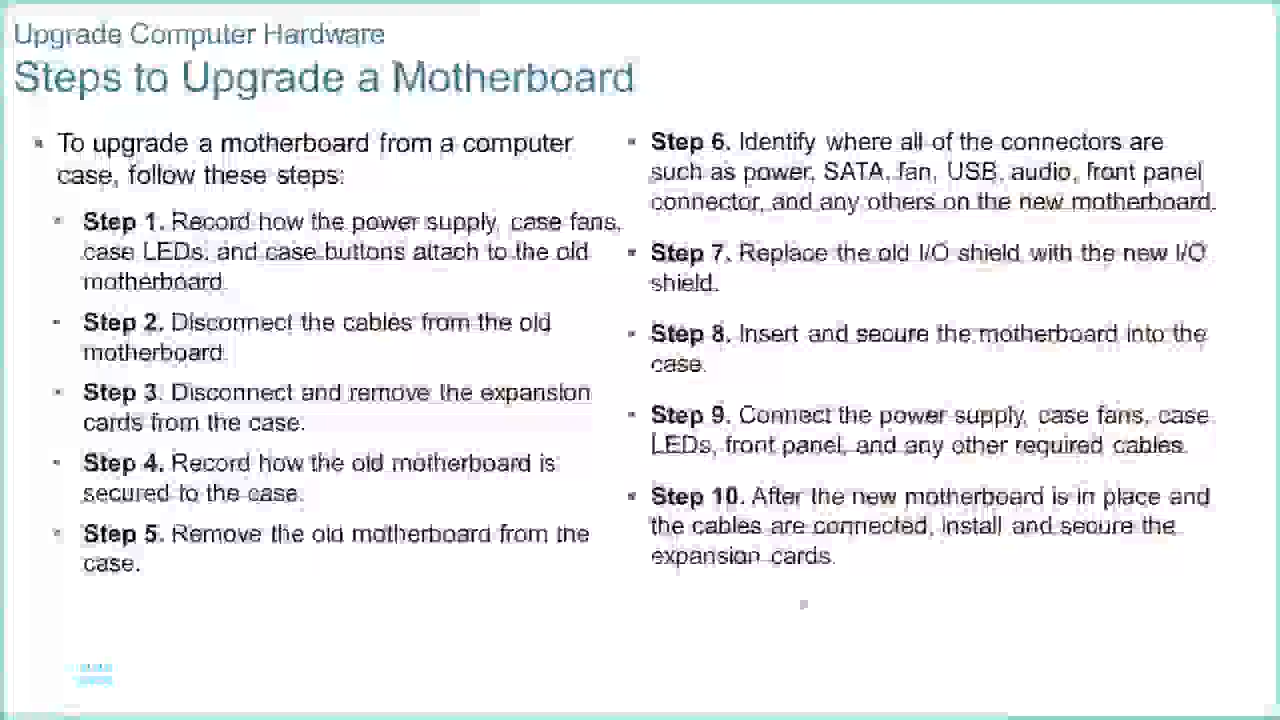 Upgrade Computer Hardware
Steps to Upgrade a Motherboard
▪ To upgrade a motherboard from a computer
case, follow these steps:
▪ Step 1. Record how the power supply, case fans,
case LEDs, and case buttons attach to the old
motherboard.
▪ Step 2. Disconnect the cables from the old
motherboard.
▪ Step 3. Disconnect and remove the expansion
cards from the case.
▪ Step 4. Record how the old motherboard is
secured to the case.
▪ Step 5. Remove the old motherboard from the
case.
▪ Step 6. Identify where all of the connectors are
such as power, SATA, fan, USB, audio, front panel
connector, and any others on the new motherboard.
▪ Step 7. Replace the old I/O shield with the new I/O
shield.
▪ Step 8. Insert and secure the motherboard into the
case.
▪ Step 9. Connect the power supply, case fans, case
LEDs, front panel, and any other required cables.
▪ Step 10. After the new motherboard is in place and
the cables are connected, install and secure the
expansion cards.